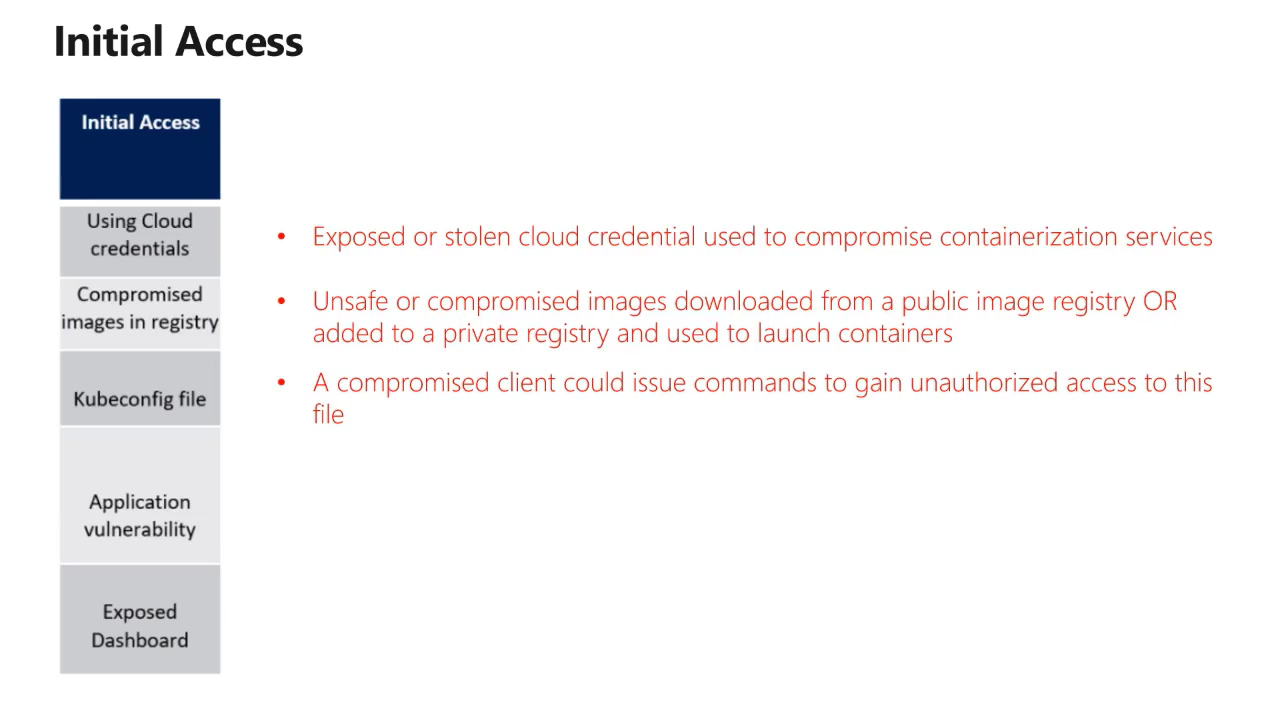 Initial Access
Initial Access
Using Cloud
credentials
• Exposed or stolen cloud credential used to compromise containerization services
Compromised
images in registry
• Unsafe or compromised images downloaded from a public image registry OR
added to a private registry and used to launch containers
Kubeconfig file
• A compromised client could issue commands to gain unauthorized access to this
file
Application
vulnerability
Exposed
Dashboard